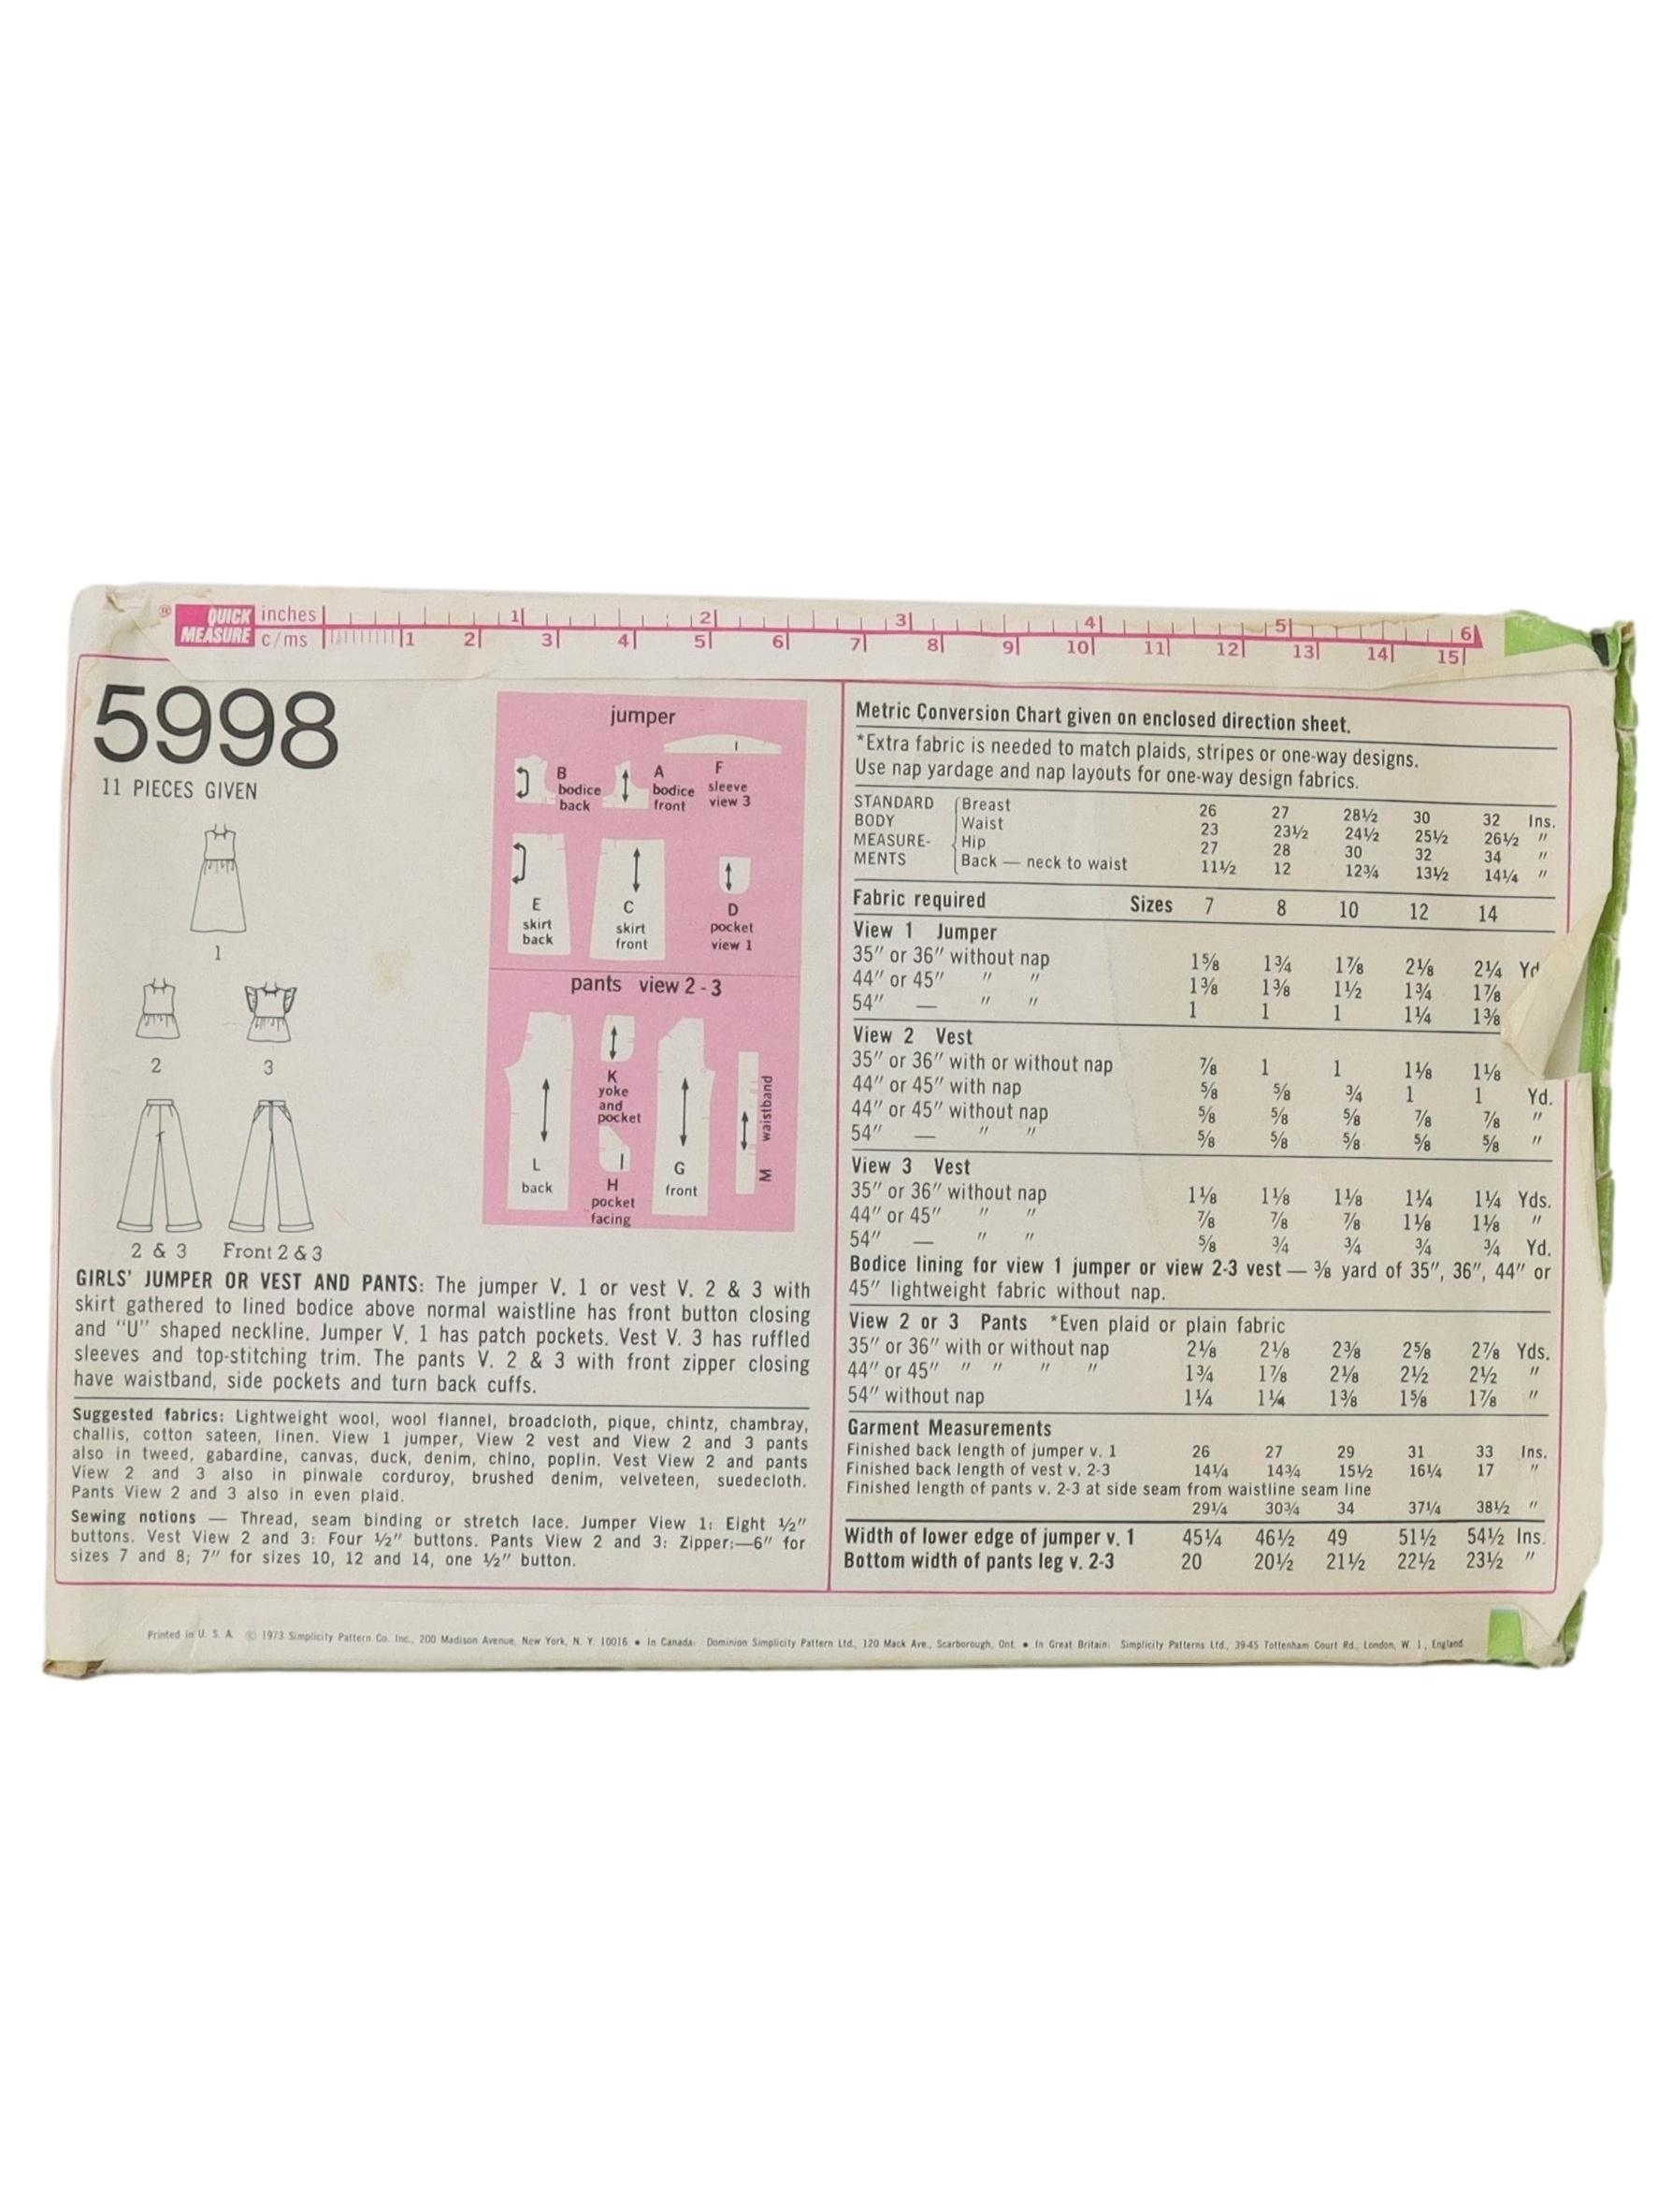 ® QUICK MEASURE inches 1 2 3 4 5 6
c/ms 1 2 3 4 5 6 7 8 9 10 11 12 13 14 15
5998
11 PIECES GIVEN
1
2 3
2 & 3 Front 2 & 3
jumper
B bodice back
A bodice front
F sleeve view 3
E skirt back
C skirt front
D pocket view 1
pants view 2 - 3
K yoke and pocket
L back
H pocket facing
G front
M waistband
GIRLS' JUMPER OR VEST AND PANTS: The jumper V. 1 or vest V. 2 & 3 with
skirt gathered to lined bodice above normal waistline has front button closing
and "U" shaped neckline. Jumper V. 1 has patch pockets. Vest V. 3 has ruffled
sleeves and top-stitching trim. The pants V. 2 & 3 with front zipper closing
have waistband, side pockets and turn back cuffs.
Suggested fabrics: Lightweight wool, wool flannel, broadcloth, pique, chintz, chambray,
challis, cotton sateen, linen. View 1 jumper, View 2 vest and View 2 and 3 pants
also in tweed, gabardine, canvas, duck, denim, chino, poplin. Vest View 2 and pants
View 2 and 3 also in pinwale corduroy, brushed denim, velveteen, suedecloth.
Pants View 2 and 3 also in even plaid.
Sewing notions — Thread, seam binding or stretch lace. Jumper View 1: Eight ½″
buttons. Vest View 2 and 3: Four ½″ buttons. Pants View 2 and 3: Zipper:—6″ for
sizes 7 and 8; 7″ for sizes 10, 12 and 14, one ½″ button.
Metric Conversion Chart given on enclosed direction sheet.
*Extra fabric is needed to match plaids, stripes or one-way designs.
Use nap yardage and nap layouts for one-way design fabrics.
STANDARD Breast 26 27 28½ 30 32 Ins.
BODY Waist 23 23½ 24½ 25½ 26½ ″
MEASURE- Hip 27 28 30 32 34 ″
MENTS Back — neck to waist 11½ 12 12¾ 13½ 14¼ ″
Fabric required Sizes 7 8 10 12 14
View 1 Jumper
35″ or 36″ without nap 1⅝ 1¾ 1⅞ 2⅛ 2¼ Yd
44″ or 45″ ″ ″ 1⅜ 1⅜ 1½ 1¾ 1⅞
54″ — ″ ″ 1 1 1 1¼ 1⅜
View 2 Vest
35″ or 36″ with or without nap ⅞ 1 1 1⅛ 1⅛
44″ or 45″ with nap ⅝ ⅝ ¾ 1 1 Yd.
44″ or 45″ without nap ⅝ ⅝ ⅝ ⅞ ⅞ ″
54″ — ″ ″ ⅝ ⅝ ⅝ ⅝ ⅝ ″
View 3 Vest
35″ or 36″ without nap 1⅛ 1⅛ 1⅛ 1¼ 1¼ Yds.
44″ or 45″ ″ ″ ⅞ ⅞ ⅞ 1⅛ 1⅛ ″
54″ — ″ ″ ⅝ ¾ ¾ ¾ ¾ Yd.
Bodice lining for view 1 jumper or view 2-3 vest — ⅜ yard of 35″, 36″, 44″ or
45″ lightweight fabric without nap.
View 2 or 3 Pants *Even plaid or plain fabric
35″ or 36″ with or without nap 2⅛ 2⅛ 2⅜ 2⅝ 2⅞ Yds.
44″ or 45″ ″ ″ ″ ″ 1¾ 1⅞ 2⅛ 2½ 2½ ″
54″ without nap 1¼ 1¼ 1⅜ 1⅝ 1⅞ ″
Garment Measurements
Finished back length of jumper v. 1 26 27 29 31 33 Ins.
Finished back length of vest v. 2-3 14¼ 14¾ 15½ 16¼ 17 ″
Finished length of pants v. 2-3 at side seam from waistline seam line
29¼ 30¾ 34 37¼ 38½ ″
Width of lower edge of jumper v. 1 45¼ 46½ 49 51½ 54½ Ins.
Bottom width of pants leg v. 2-3 20 20½ 21½ 22½ 23½ ″
Printed in U. S. A. © 1973 Simplicity Pattern Co. Inc., 200 Madison Avenue, New York, N. Y. 10016 • In Canada: Dominion Simplicity Pattern Ltd., 120 Mack Ave., Scarborough, Ont. • In Great Britain: Simplicity Patterns Ltd., 39-45 Tottenham Court Rd., London, W. 1., England.